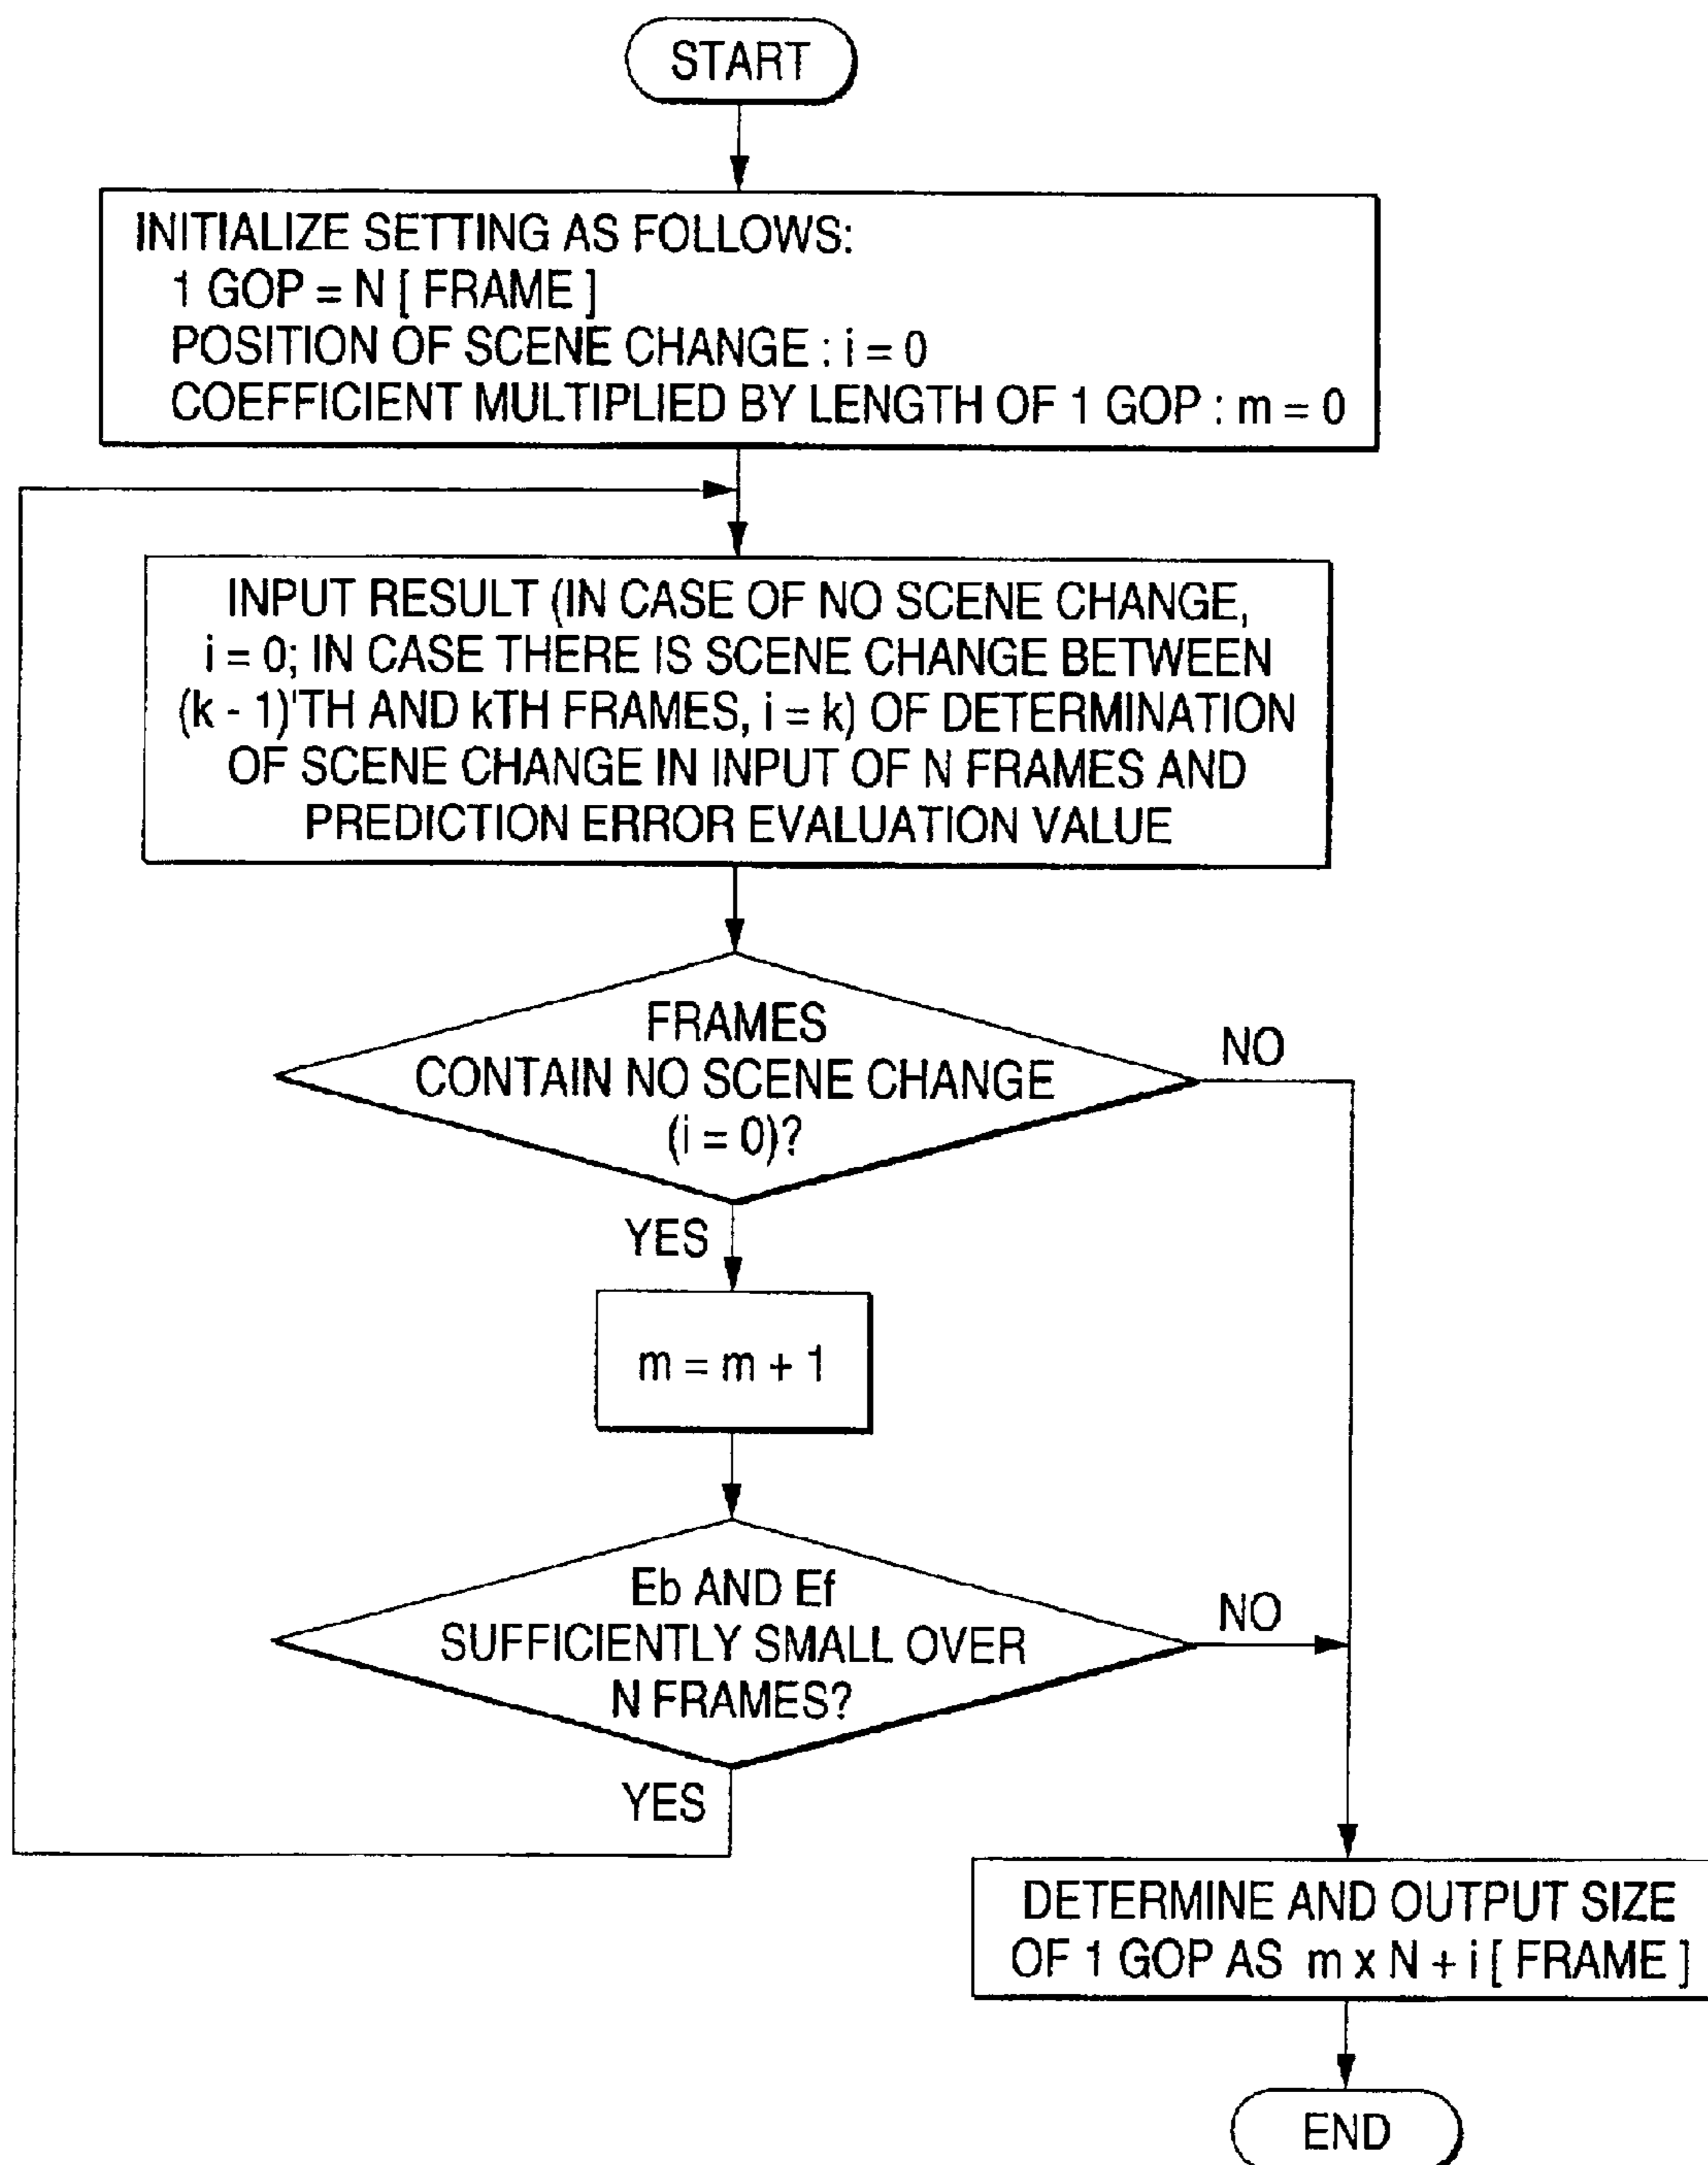 START
INITIALIZE SETTING AS FOLLOWS:
1 GOP = N [ FRAME ]
POSITION OF SCENE CHANGE : i = 0
COEFFICIENT MULTIPLIED BY LENGTH OF 1 GOP : m = 0
INPUT RESULT (IN CASE OF NO SCENE CHANGE,
i = 0; IN CASE THERE IS SCENE CHANGE BETWEEN
(k - 1)'TH AND kTH FRAMES, i = k) OF DETERMINATION
OF SCENE CHANGE IN INPUT OF N FRAMES AND
PREDICTION ERROR EVALUATION VALUE
FRAMES
CONTAIN NO SCENE CHANGE
(i = 0)?
NO
YES
m = m + 1
Eb AND Ef
SUFFICIENTLY SMALL OVER
N FRAMES?
NO
YES
DETERMINE AND OUTPUT SIZE
OF 1 GOP AS m x N + i [ FRAME ]
END